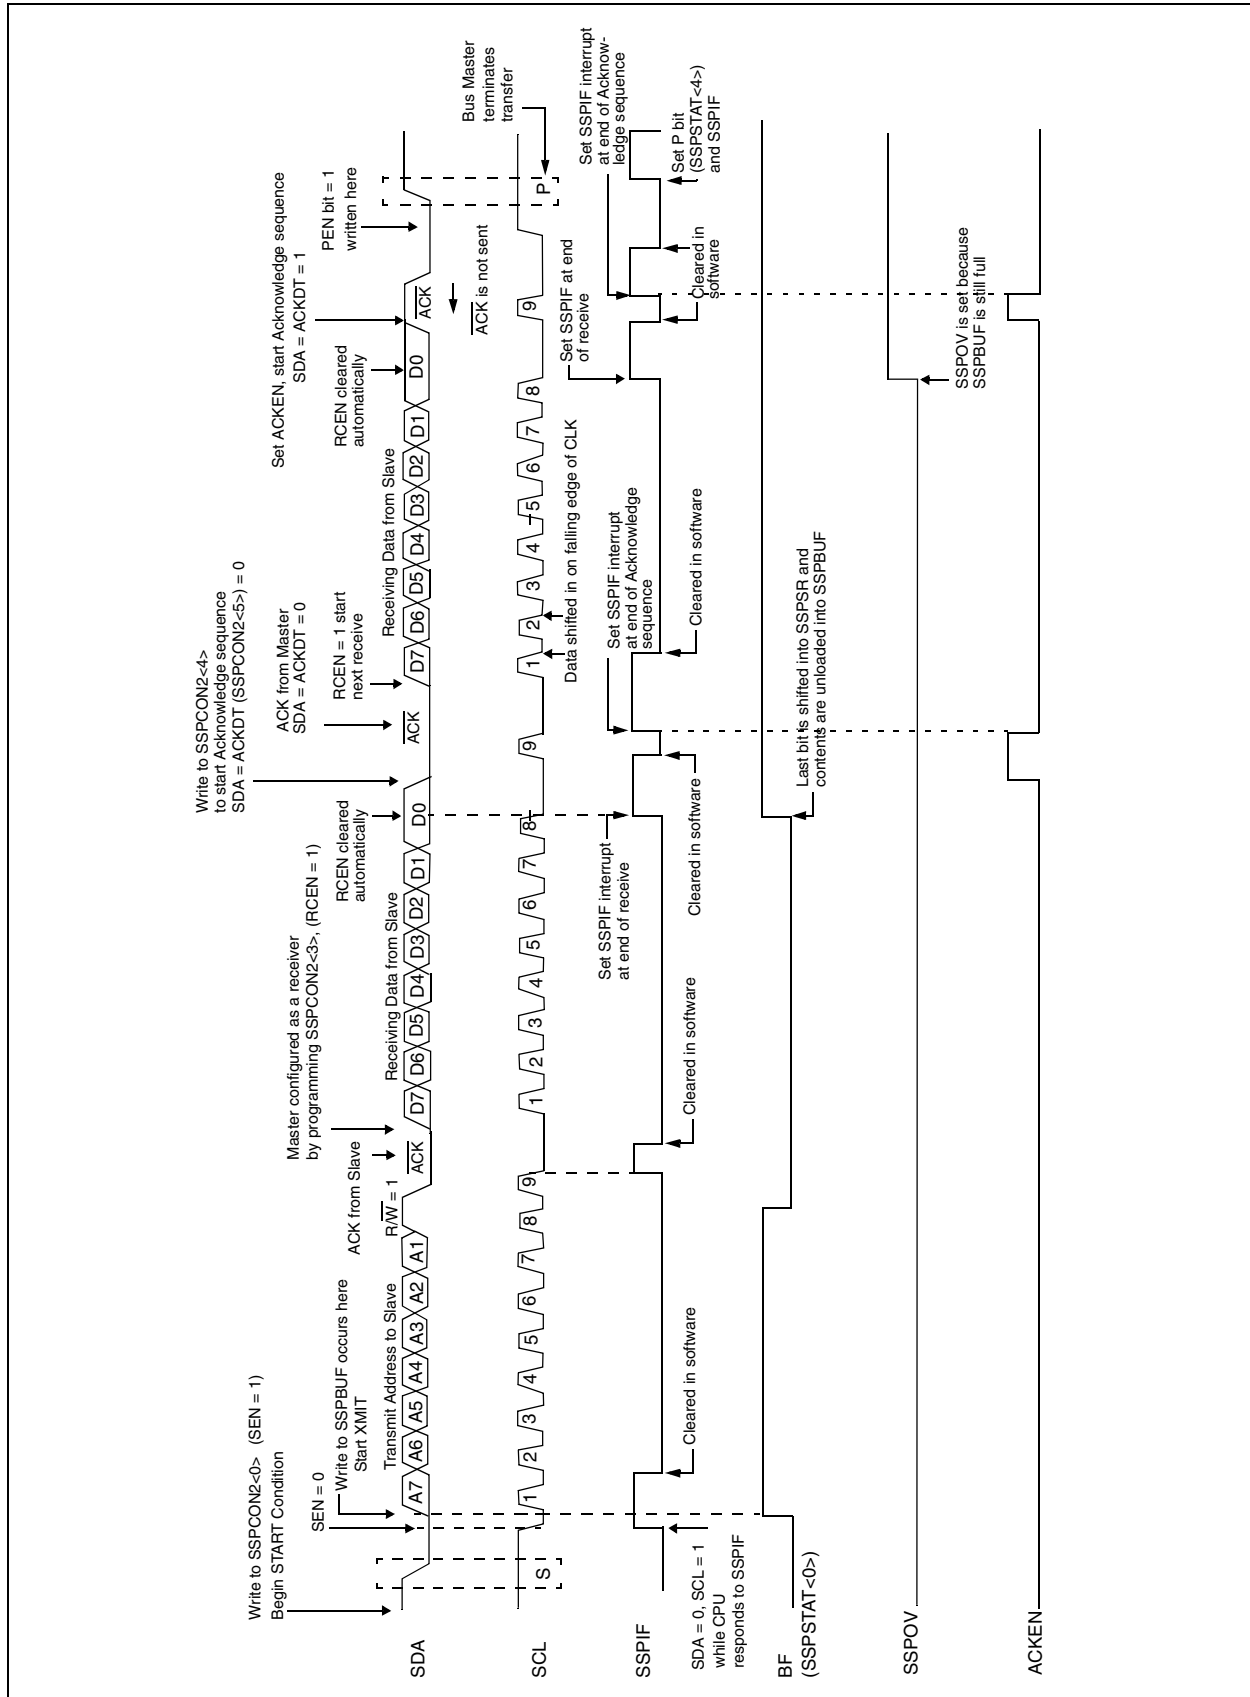 Write to SSPCON2<0> (SEN = 1)
Begin START Condition
SEN = 0
Write to SSPBUF occurs here
Start XMIT
Transmit Address to Slave
R/W = 1
ACK from Slave
Master configured as a receiver
by programming SSPCON2<3>, (RCEN = 1)
Receiving Data from Slave
RCEN cleared
automatically
Write to SSPCON2<4>
to start Acknowledge sequence
SDA = ACKDT (SSPCON2<5>) = 0
ACK from Master
SDA = ACKDT = 0
RCEN = 1 start
next receive
Receiving Data from Slave
RCEN cleared
automatically
Set ACKEN, start Acknowledge sequence
SDA = ACKDT = 1
PEN bit = 1
written here
SDA
A7 A6 A5 A4 A3 A2 A1 ACK D7 D6 D5 D4 D3 D2 D1 D0 ACK D7 D6 D5 D4 D3 D2 D1 D0 ACK
ACK is not sent
Bus Master
terminates
transfer
SCL
S 1 2 3 4 5 6 7 8 9 1 2 3 4 5 6 7 8 9 1 2 3 4 5 6 7 8 9 P
Data shifted in on falling edge of CLK
Set SSPIF interrupt
at end of receive
Set SSPIF interrupt
at end of Acknowledge
sequence
Set SSPIF at end
of receive
Set SSPIF interrupt
at end of Acknow-
ledge sequence
SSPIF
SDA = 0, SCL = 1
while CPU
responds to SSPIF
Cleared in software
Cleared in software
Cleared in software
Cleared in software
Cleared in
software
Set P bit
(SSPSTAT<4>)
and SSPIF
BF
(SSPSTAT<0>)
Last bit is shifted into SSPSR and
contents are unloaded into SSPBUF
SSPOV
SSPOV is set because
SSPBUF is still full
ACKEN